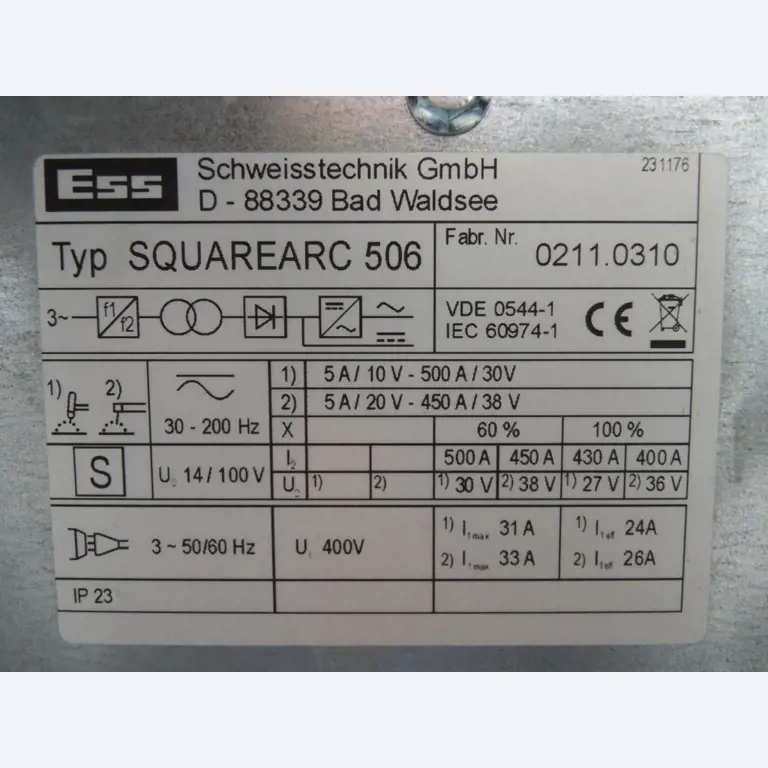 ESS Schweisstechnik GmbH 231176
D - 88339 Bad Waldsee
Typ SQUAREARC 506 Fabr. Nr. 0211.0310
3~ f1 f2
VDE 0544-1
IEC 60974-1 CE
1) 2)
30 - 200 Hz
1) 5 A / 10 V - 500 A / 30 V
2) 5 A / 20 V - 450 A / 38 V
X 60 % 100 %
S U₀ 14 / 100 V
I₂ 500 A 450 A 430 A 400 A
U₂ 1) 2) 1) 30 V 2) 38 V 1) 27 V 2) 36 V
3 ~ 50/60 Hz U₁ 400V
1) I₁max 31 A 1) I₁eff 24A
2) I₁max 33 A 2) I₁eff 26A
IP 23